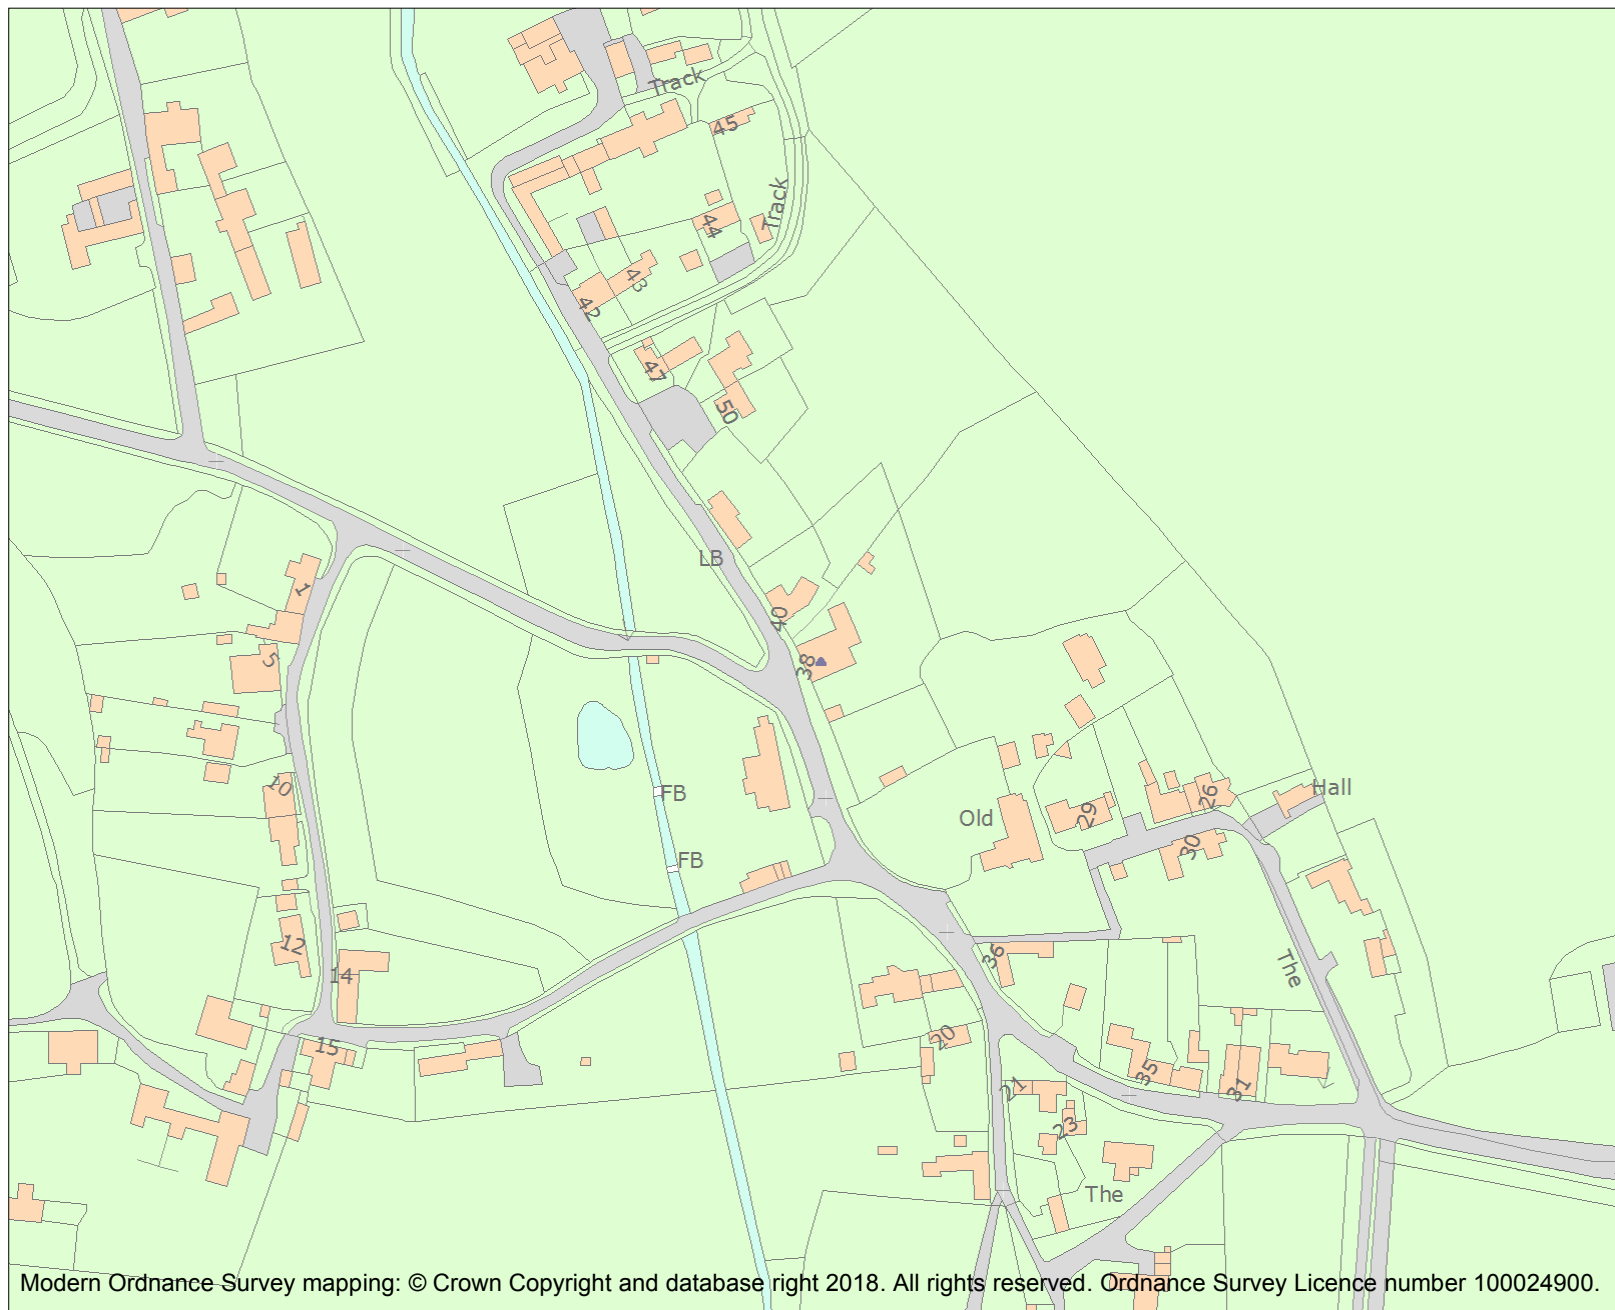 Track
45
Track
44
43
42
47
50
LB
1
40
38
5
10
FB
Hall
26
29
Old
30
FB
12
36
14
The
20
15
35
21
31
23
The
Modern Ordnance Survey mapping: © Crown Copyright and database right 2018. All rights reserved. Ordnance Survey Licence number 100024900.